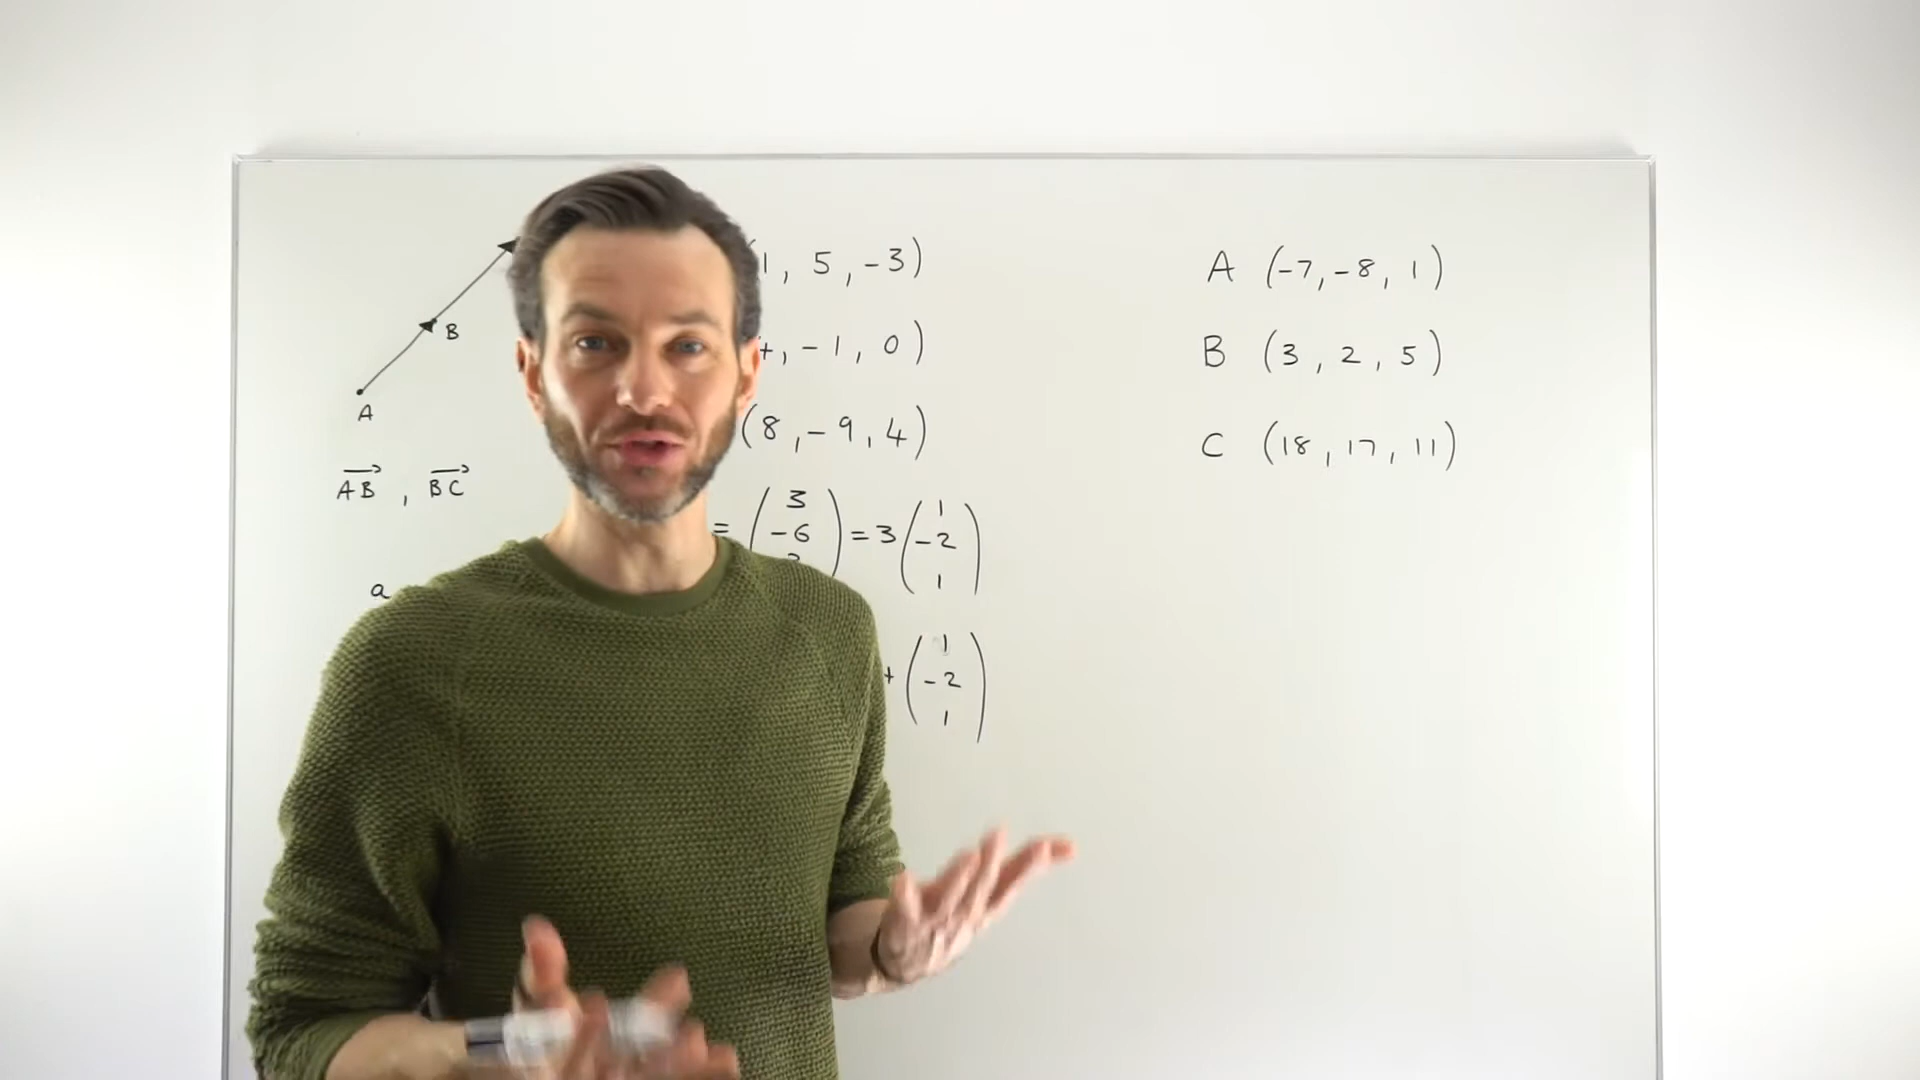 1, 5, -3)
, -1, 0)
(8, -9, 4)
B
A
AB, BC
= (3 -6 = 3(1 -2 1)
a
+ (1 -2 1)
A (-7, -8, 1)
B (3, 2, 5)
C (18, 17, 11)